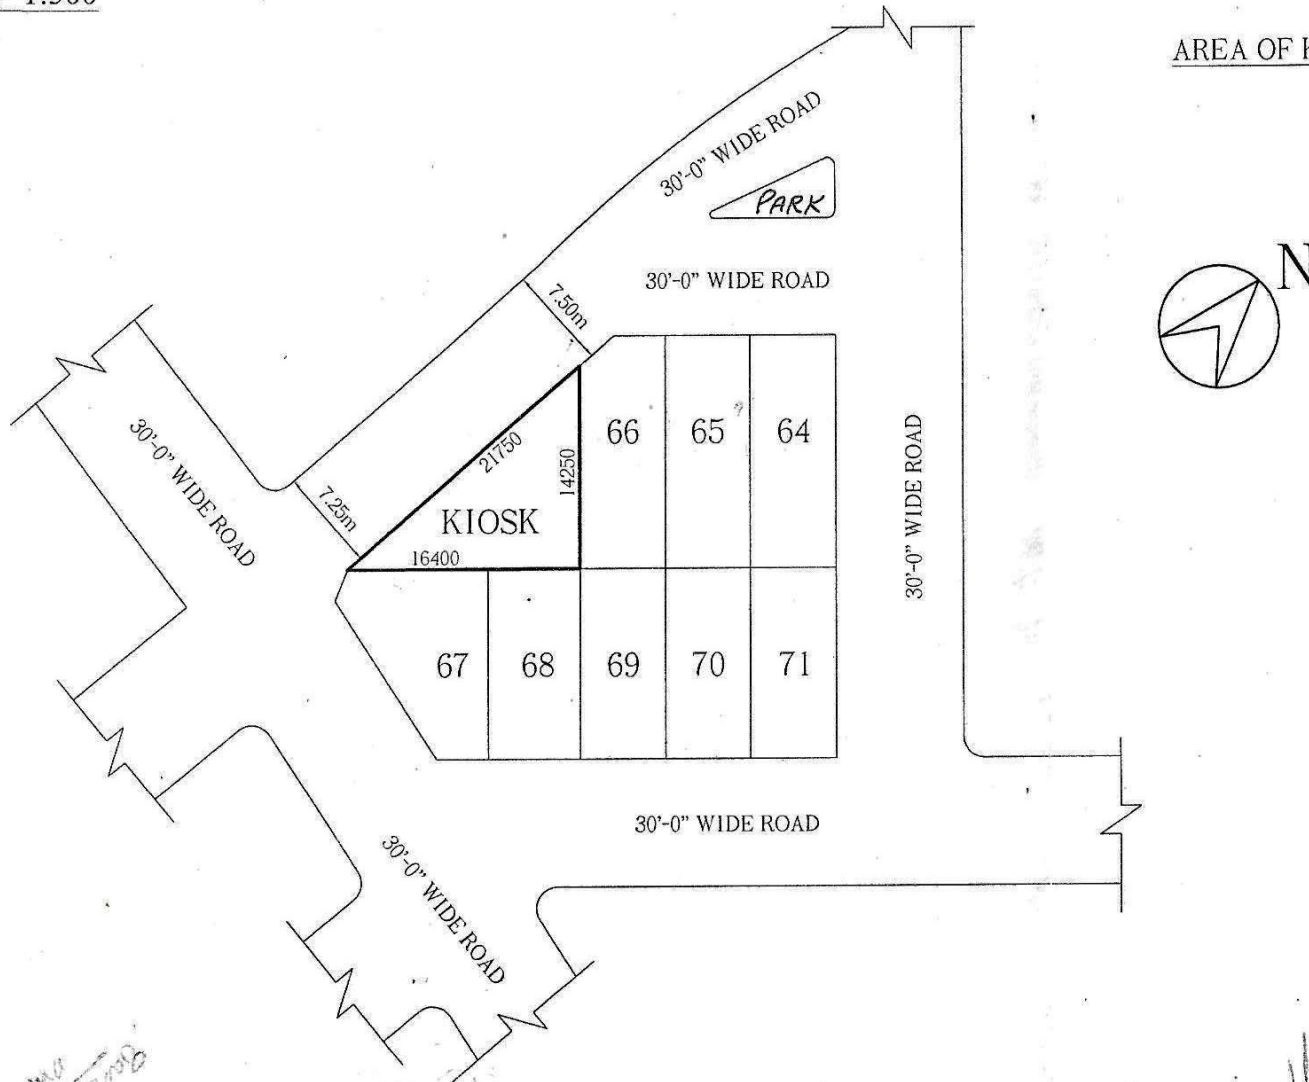 1:500
AREA OF
30'-0" WIDE ROAD
PARK
30'-0" WIDE ROAD
N
7.50m
30'-0" WIDE ROAD
21750
14250
66
65
64
7.25m
KIOSK
16400
30'-0" WIDE ROAD
67
68
69
70
71
30'-0" WIDE ROAD
30'-0" WIDE ROAD